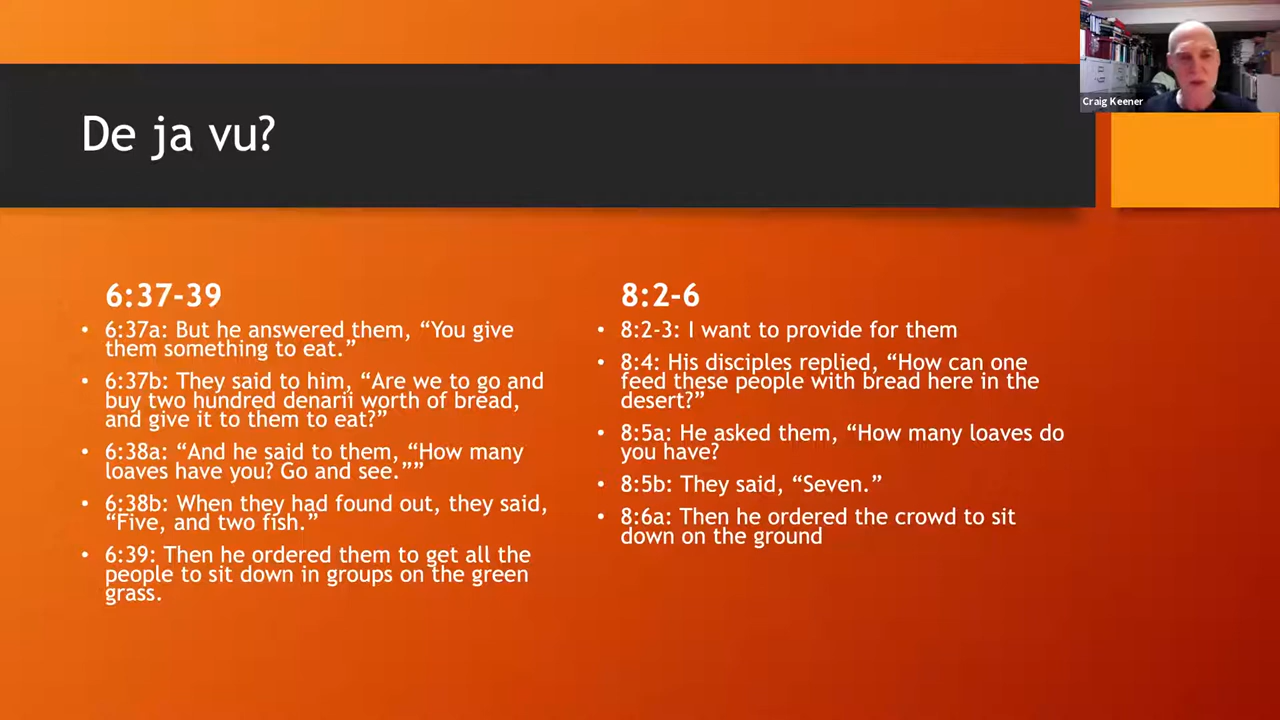 Craig Keener
De ja vu?
6:37-39
• 6:37a: But he answered them, “You give
them something to eat.”
• 6:37b: They said to him, “Are we to go and
buy two hundred denarii worth of bread,
and give it to them to eat?”
• 6:38a: “And he said to them, “How many
loaves have you? Go and see.””
• 6:38b: When they had found out, they said,
“Five, and two fish.”
• 6:39: Then he ordered them to get all the
people to sit down in groups on the green
grass.
8:2-6
• 8:2-3: I want to provide for them
• 8:4: His disciples replied, “How can one
feed these people with bread here in the
desert?”
• 8:5a: He asked them, “How many loaves do
you have?
• 8:5b: They said, “Seven.”
• 8:6a: Then he ordered the crowd to sit
down on the ground